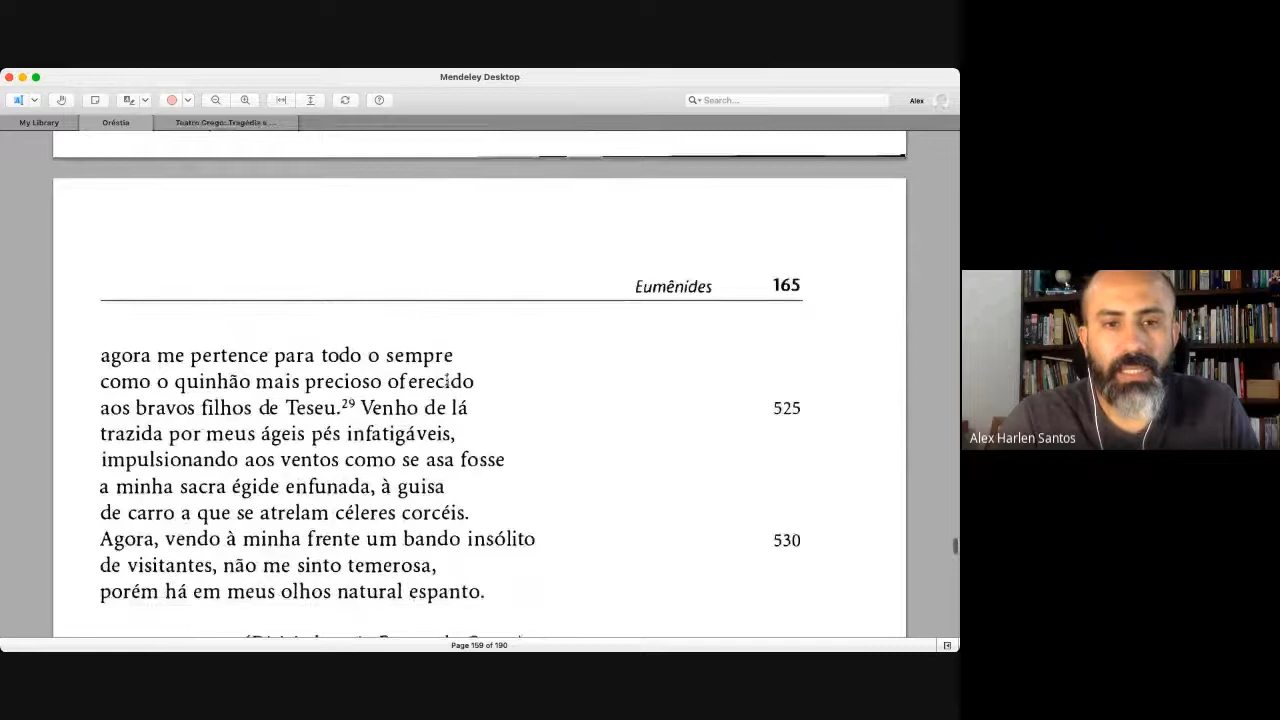 Mendeley Desktop
Search...
Alex
My Library
Oréstia
Teatro Grego: Tragédia e ...
Eumênides 165
agora me pertence para todo o sempre
como o quinhão mais precioso oferecido
aos bravos filhos de Teseu.²⁹ Venho de lá 525
trazida por meus ágeis pés infatigáveis,
impulsionando aos ventos como se asa fosse
a minha sacra égide enfunada, à guisa
de carro a que se atrelam céleres corcéis.
Agora, vendo à minha frente um bando insólito 530
de visitantes, não me sinto temerosa,
porém há em meus olhos natural espanto.
Page 159 of 190
Alex Harlen Santos